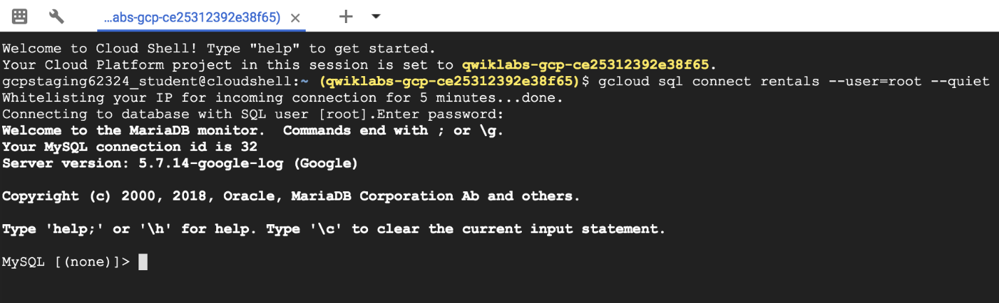 ...abs-gcp-ce25312392e38f65)
Welcome to Cloud Shell! Type "help" to get started.
Your Cloud Platform project in this session is set to qwiklabs-gcp-ce25312392e38f65.
gcpstaging62324_student@cloudshell:~ (qwiklabs-gcp-ce25312392e38f65)$ gcloud sql connect rentals --user=root --quiet
Whitelisting your IP for incoming connection for 5 minutes...done.
Connecting to database with SQL user [root].Enter password:
Welcome to the MariaDB monitor.  Commands end with ; or \g.
Your MySQL connection id is 32
Server version: 5.7.14-google-log (Google)
Copyright (c) 2000, 2018, Oracle, MariaDB Corporation Ab and others.
Type 'help;' or '\h' for help. Type '\c' to clear the current input statement.
MySQL [(none)]>